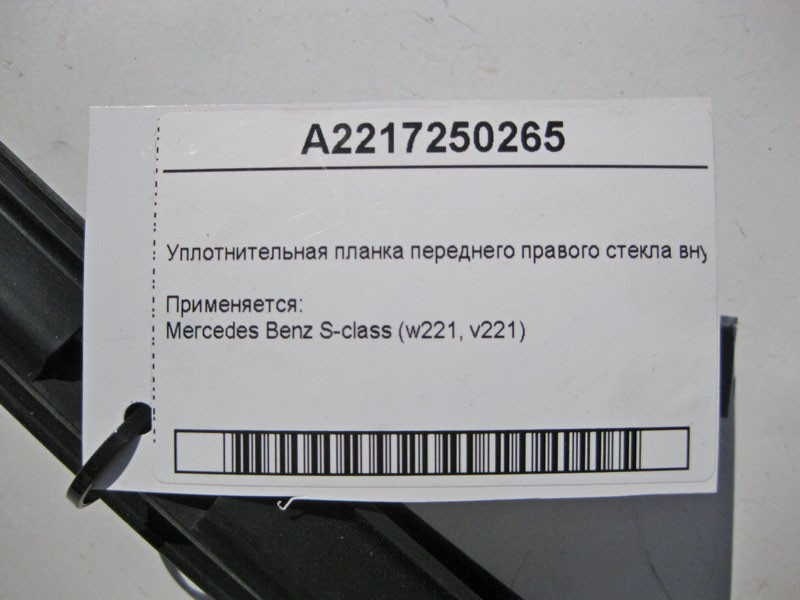 A2217250265
Уплотнительная планка переднего правого стекла вну
Применяется:
Mercedes Benz S-class (w221, v221)